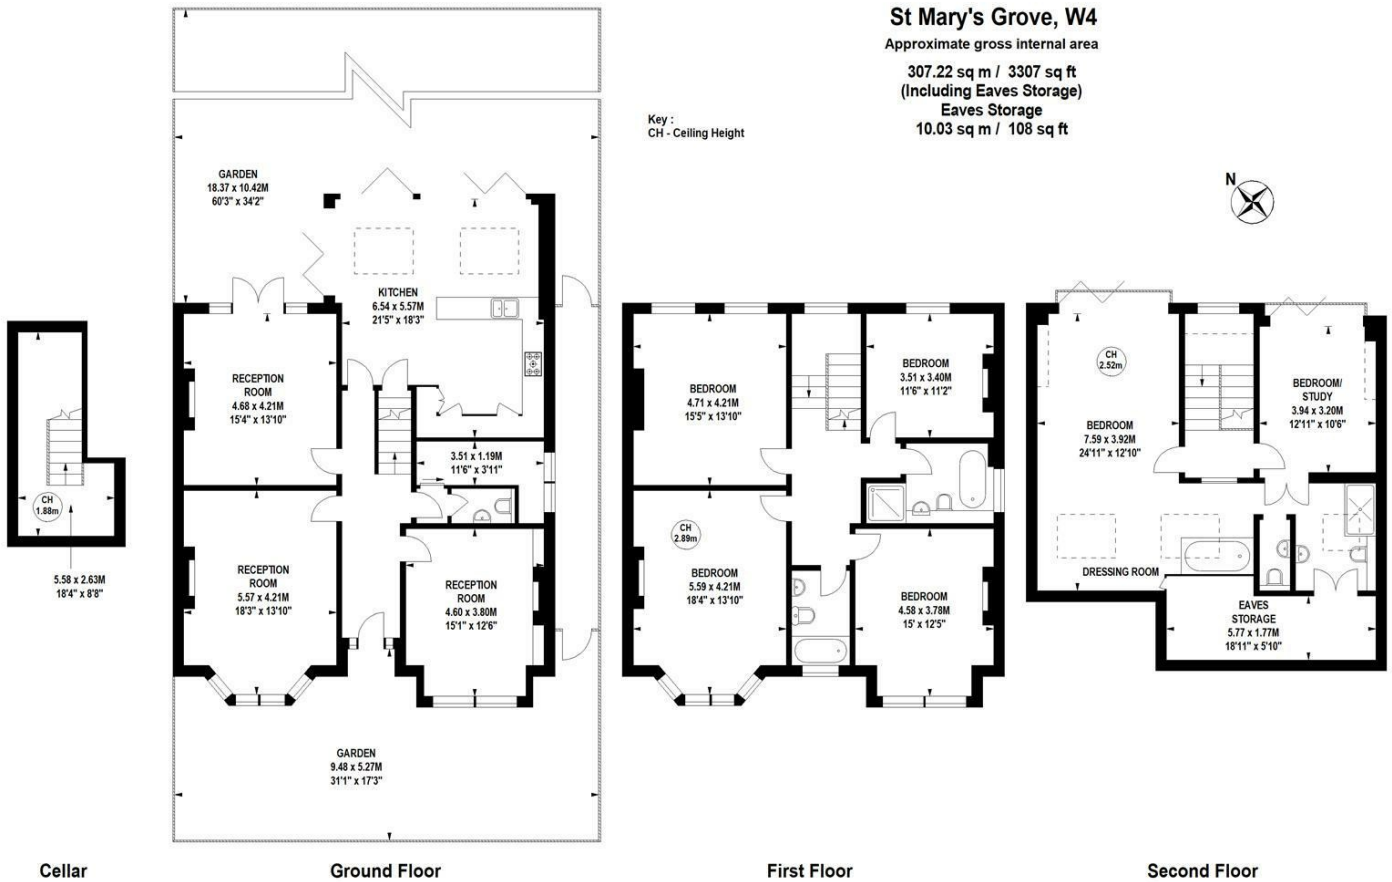 St Mary's Grove, W4
Approximate gross internal area
307.22 sq m / 3307 sq ft
(Including Eaves Storage)
Eaves Storage
10.03 sq m / 108 sq ft
Key :
CH - Ceiling Height
N
CH
1.88m
5.58 x 2.63M
18'4" x 8'8"
Cellar
GARDEN
18.37 x 10.42M
60'3" x 34'2"
KITCHEN
6.54 x 5.57M
21'5" x 18'3"
RECEPTION
ROOM
4.68 x 4.21M
15'4" x 13'10"
3.51 x 1.19M
11'6" x 3'11"
RECEPTION
ROOM
5.57 x 4.21M
18'3" x 13'10"
RECEPTION
ROOM
4.60 x 3.80M
15'1" x 12'6"
GARDEN
9.48 x 5.27M
31'1" x 17'3"
Ground Floor
BEDROOM
4.71 x 4.21M
15'5" x 13'10"
BEDROOM
3.51 x 3.40M
11'6" x 11'2"
CH
2.89m
BEDROOM
5.59 x 4.21M
18'4" x 13'10"
BEDROOM
4.58 x 3.78M
15' x 12'5"
First Floor
CH
2.52m
BEDROOM
7.59 x 3.92M
24'11" x 12'10"
BEDROOM/
STUDY
3.94 x 3.20M
12'11" x 10'6"
DRESSING ROOM
EAVES
STORAGE
5.77 x 1.77M
18'11" x 5'10"
Second Floor